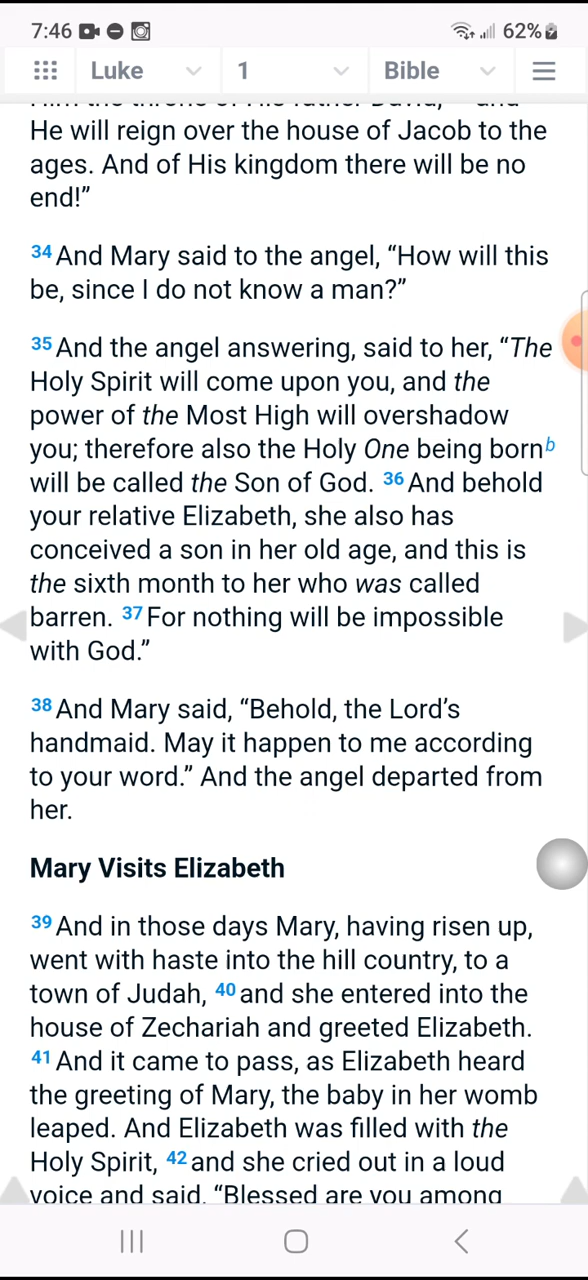 7:46 62%
Luke 1 Bible
He will reign over the house of Jacob to the
ages. And of His kingdom there will be no
end!”
34 And Mary said to the angel, “How will this
be, since I do not know a man?”
35 And the angel answering, said to her, “The
Holy Spirit will come upon you, and the
power of the Most High will overshadow
you; therefore also the Holy One being born b
will be called the Son of God. 36 And behold
your relative Elizabeth, she also has
conceived a son in her old age, and this is
the sixth month to her who was called
barren. 37 For nothing will be impossible
with God.”
38 And Mary said, “Behold, the Lord’s
handmaid. May it happen to me according
to your word.” And the angel departed from
her.
Mary Visits Elizabeth
39 And in those days Mary, having risen up,
went with haste into the hill country, to a
town of Judah, 40 and she entered into the
house of Zechariah and greeted Elizabeth.
41 And it came to pass, as Elizabeth heard
the greeting of Mary, the baby in her womb
leaped. And Elizabeth was filled with the
Holy Spirit, 42 and she cried out in a loud
voice and said, “Blessed are you among